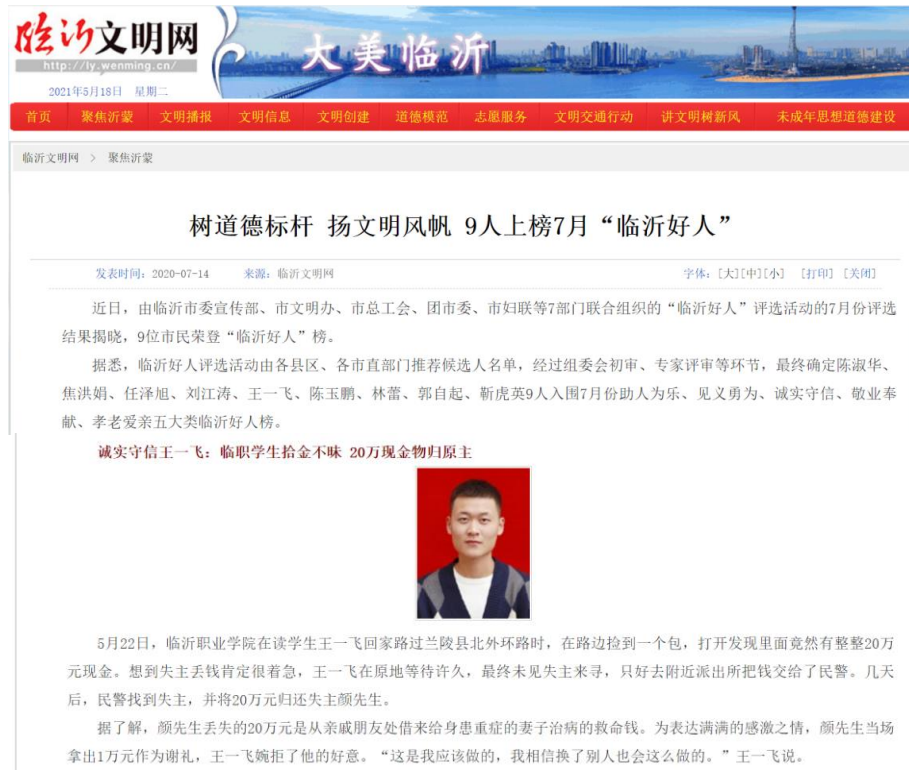 临沂文明网
http://ly.wenming.cn/
大美临沂
2021年5月18日 星期二
首页 聚焦沂蒙 文明播报 文明信息 文明创建 道德模范 志愿服务 文明交通行动 讲文明树新风 未成年思想道德建设
临沂文明网 > 聚焦沂蒙
树道德标杆 扬文明风帆 9人上榜7月“临沂好人”
发表时间：2020-07-14 来源：临沂文明网 字体：[大][中][小] [打印] [关闭]
近日，由临沂市委宣传部、市文明办、市总工会、团市委、市妇联等7部门联合组织的“临沂好人”评选活动的7月份评选
结果揭晓，9位市民荣登“临沂好人”榜。
据悉，临沂好人评选活动由各县区、各市直部门推荐候选人名单，经过组委会初审、专家评审等环节，最终确定陈淑华、
焦洪娟、任泽旭、刘江涛、王一飞、陈玉鹏、林蕾、郭自起、靳虎英9人入围7月份助人为乐、见义勇为、诚实守信、敬业奉
献、孝老爱亲五大类临沂好人榜。
诚实守信王一飞：临职学生拾金不昧 20万现金物归原主
5月22日，临沂职业学院在读学生王一飞回家路过兰陵县北外环路时，在路边捡到一个包，打开发现里面竟然有整整20万
元现金。想到失主丢钱肯定很着急，王一飞在原地等待许久，最终未见失主来寻，只好去附近派出所把钱交给了民警。几天
后，民警找到失主，并将20万元归还失主颜先生。
据了解，颜先生丢失的20万元是从亲戚朋友处借来给身患重症的妻子治病的救命钱。为表达满满的感激之情，颜先生当场
拿出1万元作为谢礼，王一飞婉拒了他的好意。“这是我应该做的，我相信换了别人也会这么做的。”王一飞说。